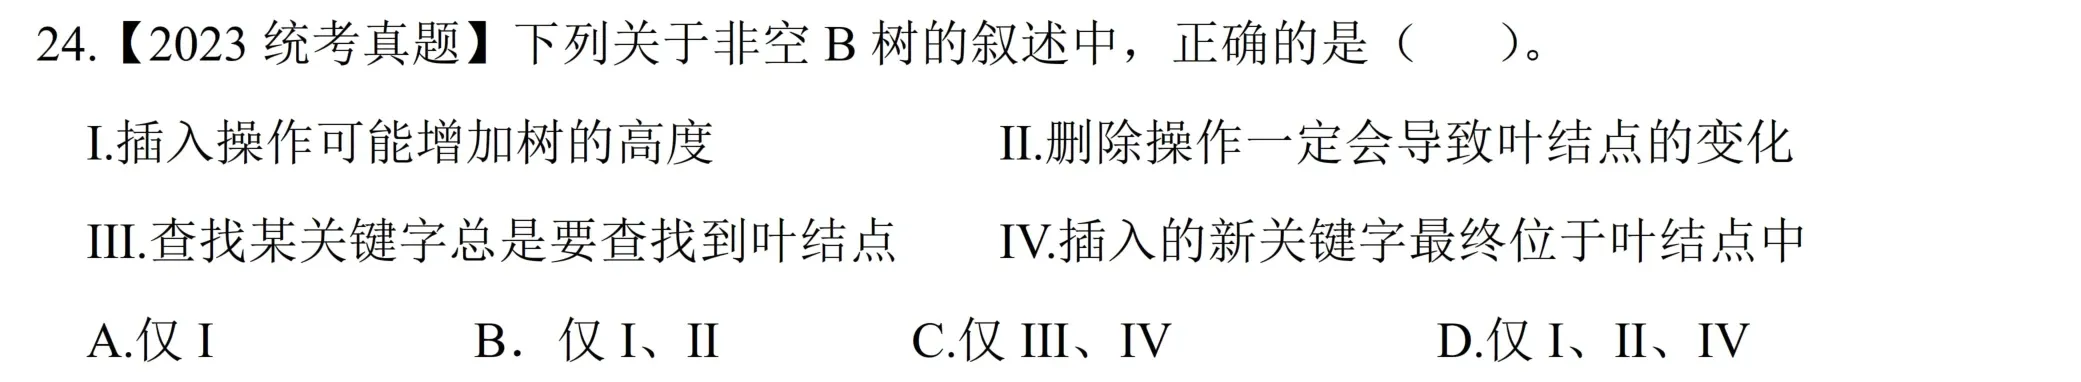 24.【2023 统考真题】下列关于非空 B 树的叙述中，正确的是（　　）。
I.插入操作可能增加树的高度　　II.删除操作一定会导致叶结点的变化
III.查找某关键字总是要查找到叶结点　　IV.插入的新关键字最终位于叶结点中
A.仅 I　　B．仅 I、II　　C.仅 III、IV　　D.仅 I、II、IV